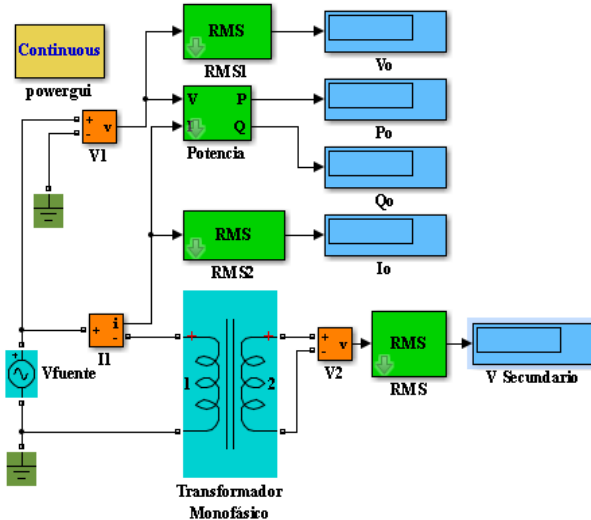 RMS
RMS1
Vo
Continuous
powergui
+
-
v
V1
V
I
P
Q
Potencia
Po
Qo
RMS
RMS2
Io
+
i
-
I1
+
Vfuente
+
1
+
2
Transformador
Monofásico
+
-
v
V2
RMS
RMS
V Secundario